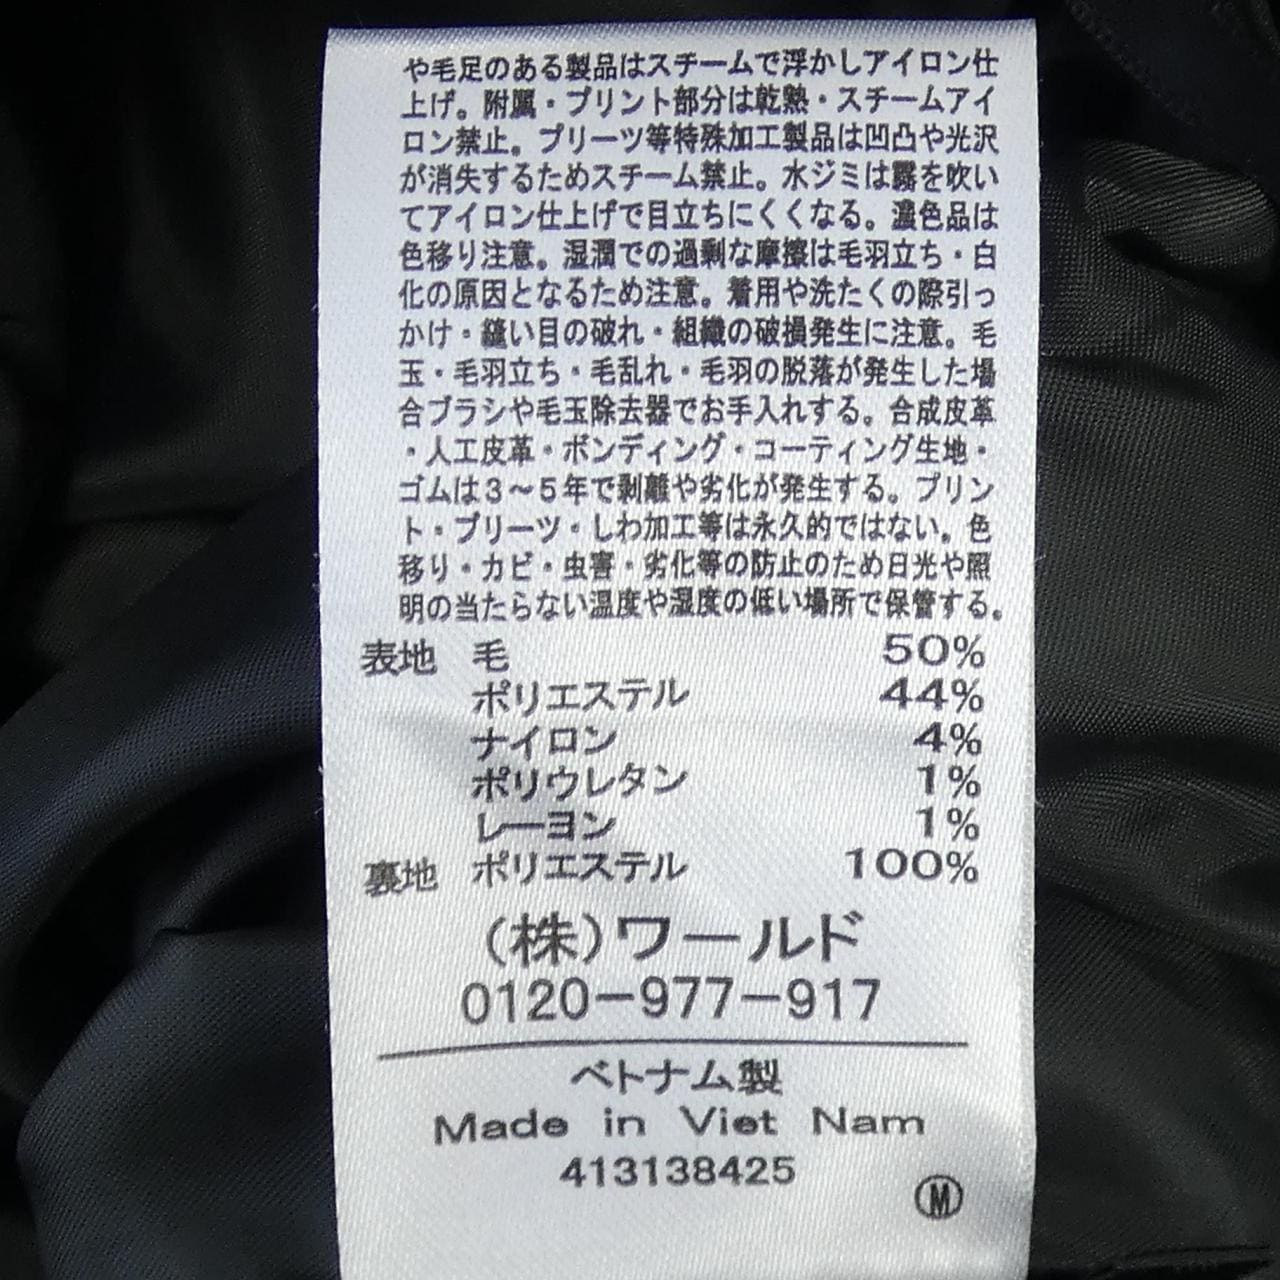 や毛足のある製品はスチームで浮かしアイロン仕
上げ。附属・プリント部分は乾熱・スチームアイ
ロン禁止。プリーツ等特殊加工製品は凹凸や光沢
が消失するためスチーム禁止。水ジミは霧を吹い
てアイロン仕上げで目立ちにくくなる。濃色品は
色移り注意。湿潤での過剰な摩擦は毛羽立ち・白
化の原因となるため注意。着用や洗たくの際引っ
かけ・縫い目の破れ・組織の破損発生に注意。毛
玉・毛羽立ち・毛乱れ・毛羽の脱落が発生した場
合ブラシや毛玉除去器でお手入れする。合成皮革
・人工皮革・ボンディング・コーティング生地・
ゴムは3～5年で剥離や劣化が発生する。プリン
ト・プリーツ・しわ加工等は永久的ではない。色
移り・カビ・虫害・劣化等の防止のため日光や照
明の当たらない温度や湿度の低い場所で保管する。
表地 毛 50%
ポリエステル 44%
ナイロン 4%
ポリウレタン 1%
レーヨン 1%
裏地 ポリエステル 100%
(株)ワールド
0120-977-917
ベトナム製
Made in Viet Nam
413138425
M